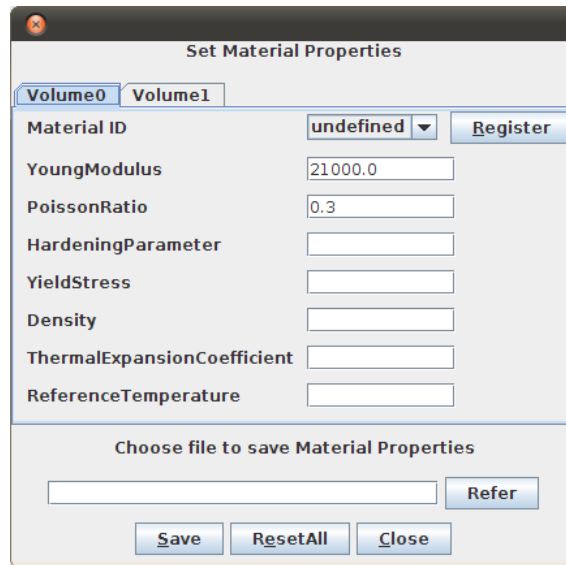 Set Material Properties
Volume0 Volume1
Material ID undefined Register
YoungModulus 21000.0
PoissonRatio 0.3
HardeningParameter
YieldStress
Density
ThermalExpansionCoefficient
ReferenceTemperature
Choose file to save Material Properties
Refer
Save ResetAll Close